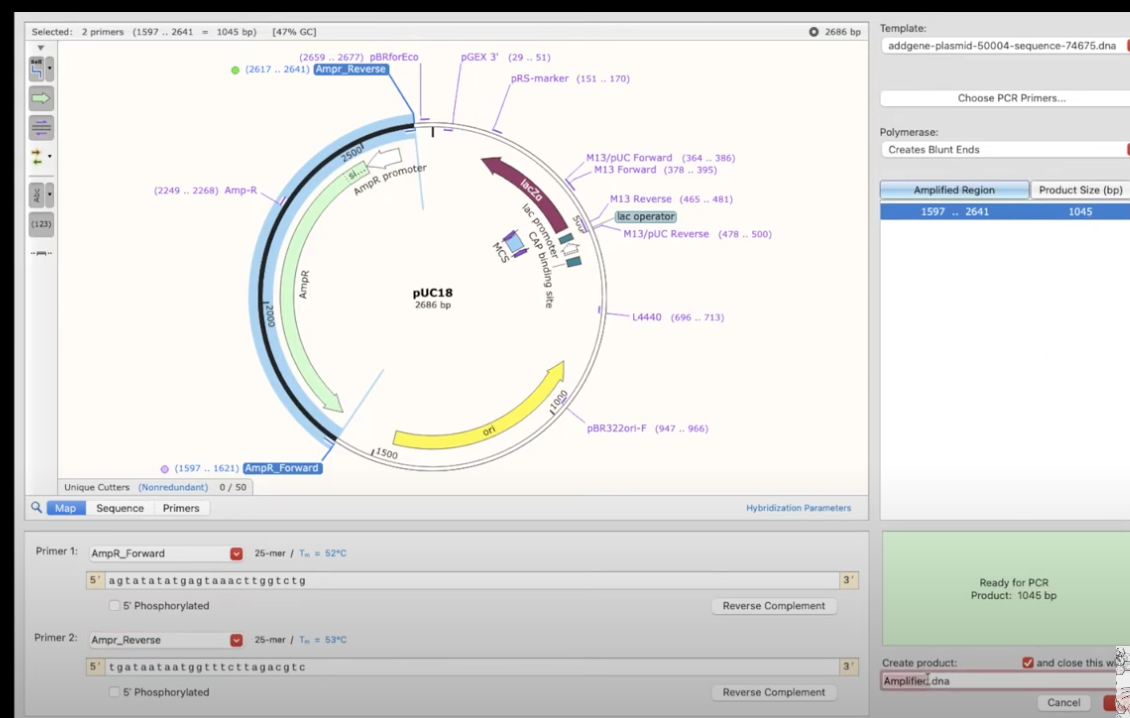 Selected: 2 primers (1597 .. 2641 = 1045 bp) [47% GC]
2686 bp
(2659 .. 2677) pBRforEco
pGEX 3' (29 .. 51)
(2617 .. 2641) Ampr_Reverse
pRS-marker (151 .. 170)
2500
AmpR promoter
si...
M13/pUC Forward (364 .. 386)
M13 Forward (378 .. 395)
lacZα
(2249 .. 2268) Amp-R
M13 Reverse (465 .. 481)
500
lac operator
M13/pUC Reverse (478 .. 500)
lac promoter
CAP binding site
MCS
AmpR
pUC18
2686 bp
2000
L4440 (696 .. 713)
1000
pBR322ori-F (947 .. 966)
ori
1500
(1597 .. 1621) AmpR_Forward
Unique Cutters (Nonredundant) 0 / 50
Map Sequence Primers
Hybridization Parameters
(123)
Primer 1: AmpR_Forward 25-mer / Tm = 52°C
5' agtatatatgagtaaacttggtctg 3'
5' Phosphorylated Reverse Complement
Primer 2: Ampr_Reverse 25-mer / Tm = 53°C
5' tgataataatggtttcttagacgtc 3'
5' Phosphorylated Reverse Complement
Template:
addgene-plasmid-50004-sequence-74675.dna
Choose PCR Primers...
Polymerase:
Creates Blunt Ends
Amplified Region Product Size (bp)
1597 .. 2641 1045
Ready for PCR
Product: 1045 bp
Create product: and close this
Amplified.dna
Cancel